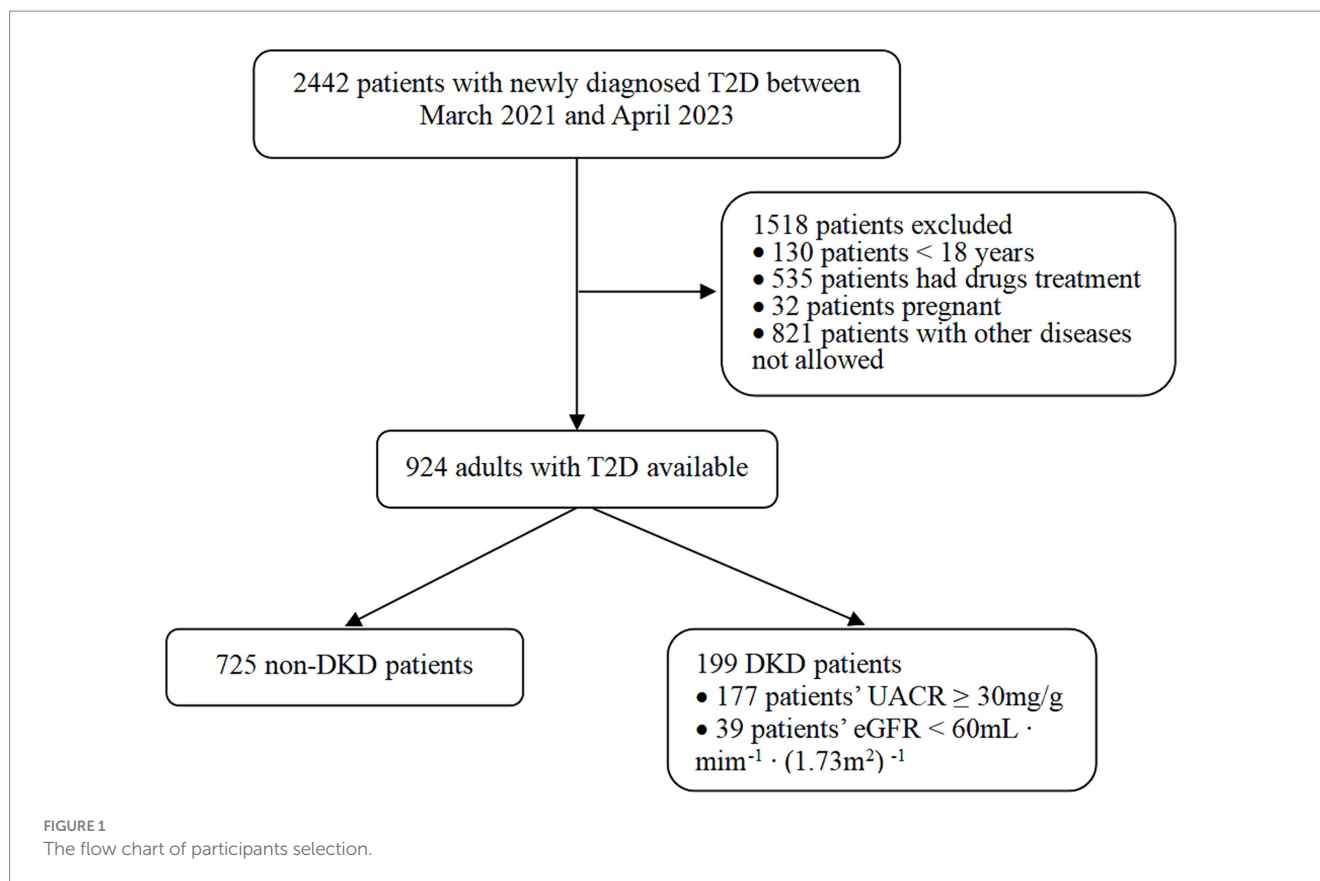 2442 patients with newly diagnosed T2D between
March 2021 and April 2023
1518 patients excluded
• 130 patients < 18 years
• 535 patients had drugs treatment
• 32 patients pregnant
• 821 patients with other diseases
not allowed
924 adults with T2D available
725 non-DKD patients
199 DKD patients
• 177 patients’ UACR ≥ 30mg/g
• 39 patients’ eGFR < 60mL ·
mim⁻¹ · (1.73m²) ⁻¹
FIGURE 1
The flow chart of participants selection.